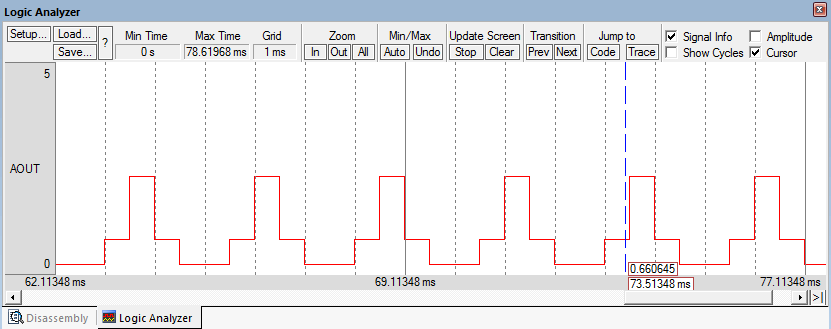 Logic Analyzer
Setup... Load... Save... ? Min Time Max Time Grid Zoom Min/Max Update Screen Transition Jump to Signal Info Amplitude
0 s 78.61968 ms 1 ms In Out All Auto Undo Stop Clear Prev Next Code Trace Show Cycles Cursor
5
AOUT
0
0.660645
62.11348 ms 69.11348 ms 73.51348 ms 77.11348 ms
Disassembly Logic Analyzer